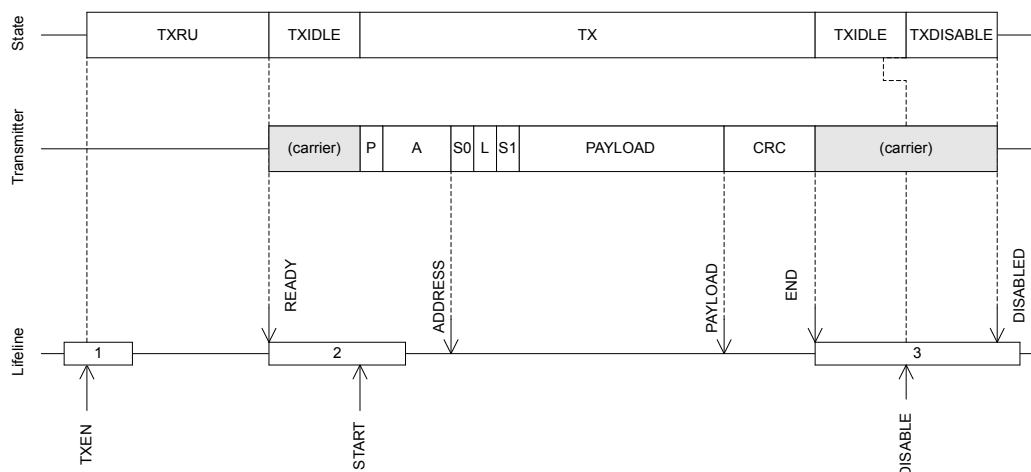 State
TXRU
TXIDLE
TX
TXIDLE
TXDISABLE
Transmitter
(carrier)
P
A
S0
L
S1
PAYLOAD
CRC
(carrier)
READY
ADDRESS
PAYLOAD
END
DISABLED
Lifeline
1
2
3
TXEN
START
DISABLE